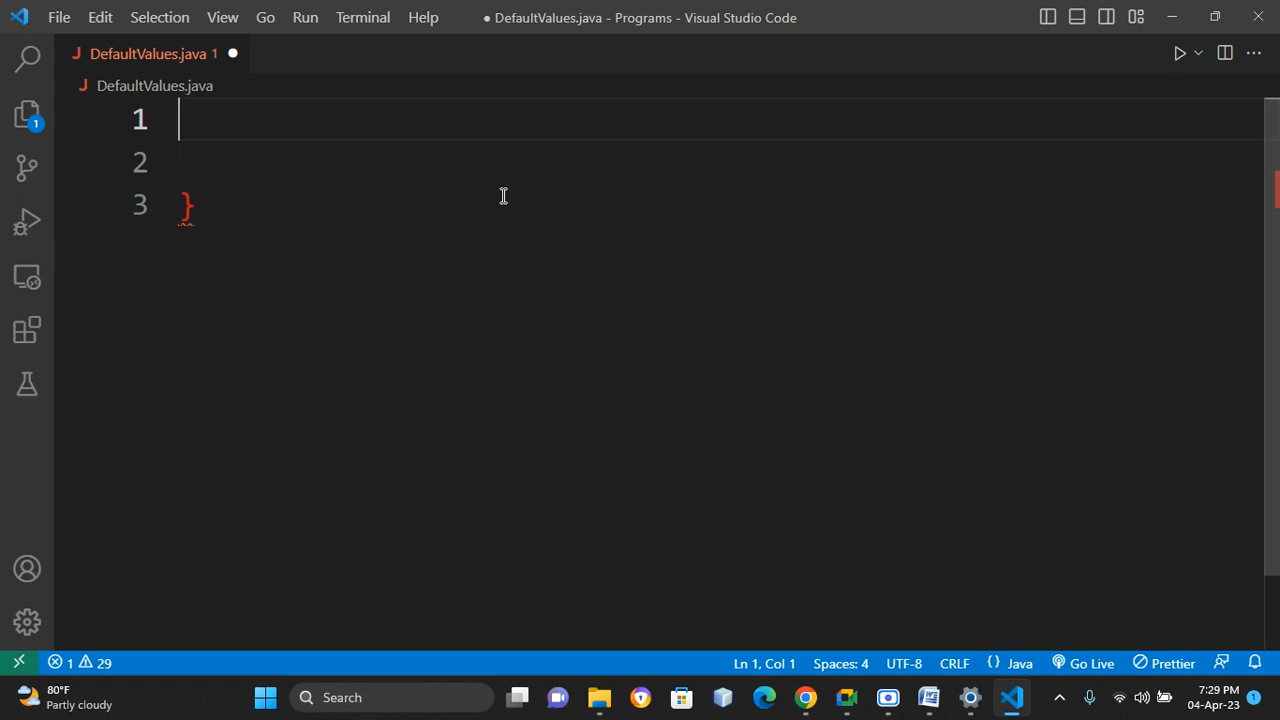 File Edit Selection View Go Run Terminal Help
● DefaultValues.java - Programs - Visual Studio Code
J DefaultValues.java 1 ●
J DefaultValues.java
1
1
2
3 }
1 29
Ln 1, Col 1 Spaces: 4 UTF-8 CRLF {} Java Go Live Prettier
80°F
Partly cloudy
Search
7:29 PM
04-Apr-23
1